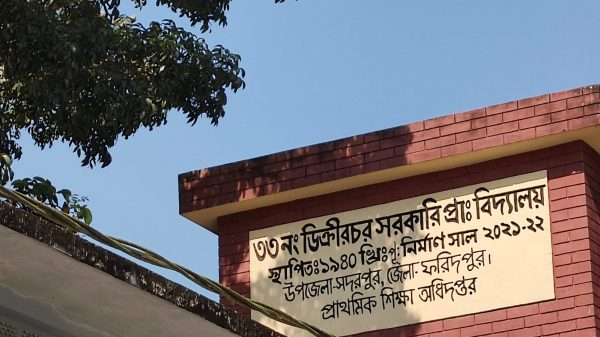 ৩৩ নং ডিক্রীরচর সরকারি প্রাঃ বিদ্যালয়
স্থাপিতঃ১৯৪০ খ্রিঃপূঃ নির্মাণ সাল ২০২১-২২
উপজেলা-সদরপুর, জেলা- ফরিদপুর।
প্রাথমিক শিক্ষা অধিদপ্তর